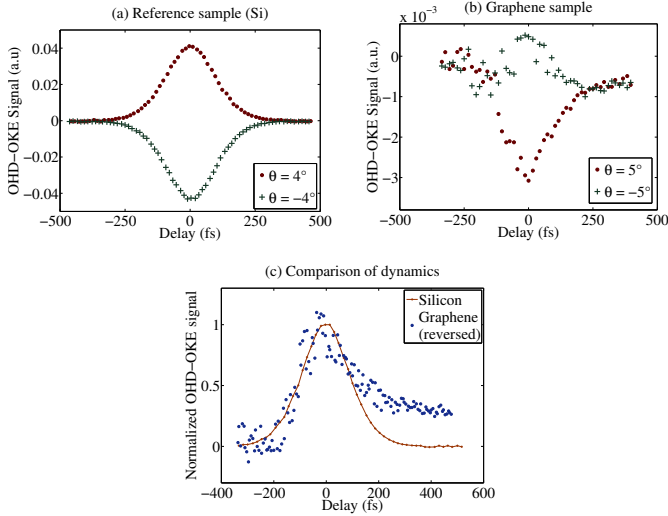 (a) Reference sample (Si)
OHD−OKE Signal (a.u)
0.04
0.02
0
−0.02
−0.04
θ = 4°
θ = −4°
−500
−250
0
250
500
Delay (fs)
(b) Graphene sample
x 10⁻³
OHD−OKE Signal (a.u.)
0
−1
−2
−3
θ = 5°
θ = −5°
−500
−250
0
250
500
Delay (fs)
(c) Comparison of dynamics
Normalized OHD−OKE signal
1
0.5
0
Silicon
Graphene
(reversed)
−400
−200
0
200
400
600
Delay (fs)